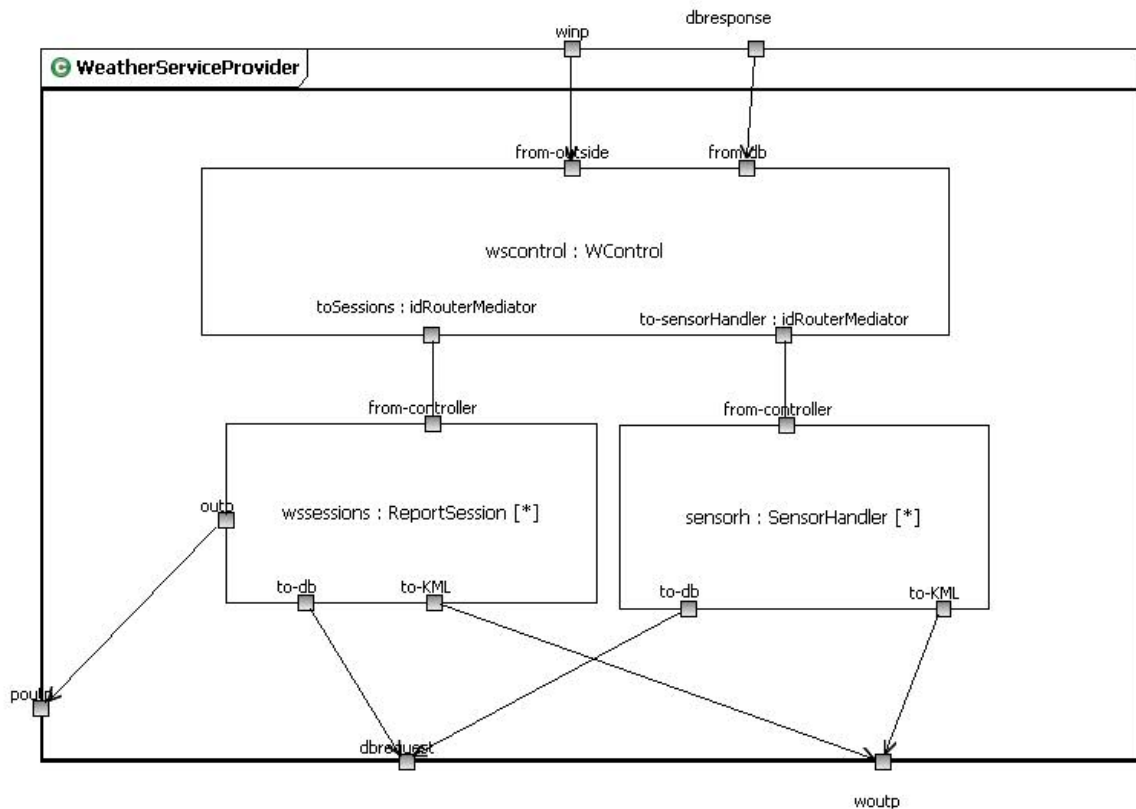 dbresponse
winp
C WeatherServiceProvider
from-outside
from-db
wscontrol : WControl
toSessions : idRouterMediator
to-sensorHandler : idRouterMediator
from-controller
from-controller
outp
wssessions : ReportSession [*]
sensorh : SensorHandler [*]
to-db
to-KML
to-db
to-KML
poutp
dbrequest
woutp